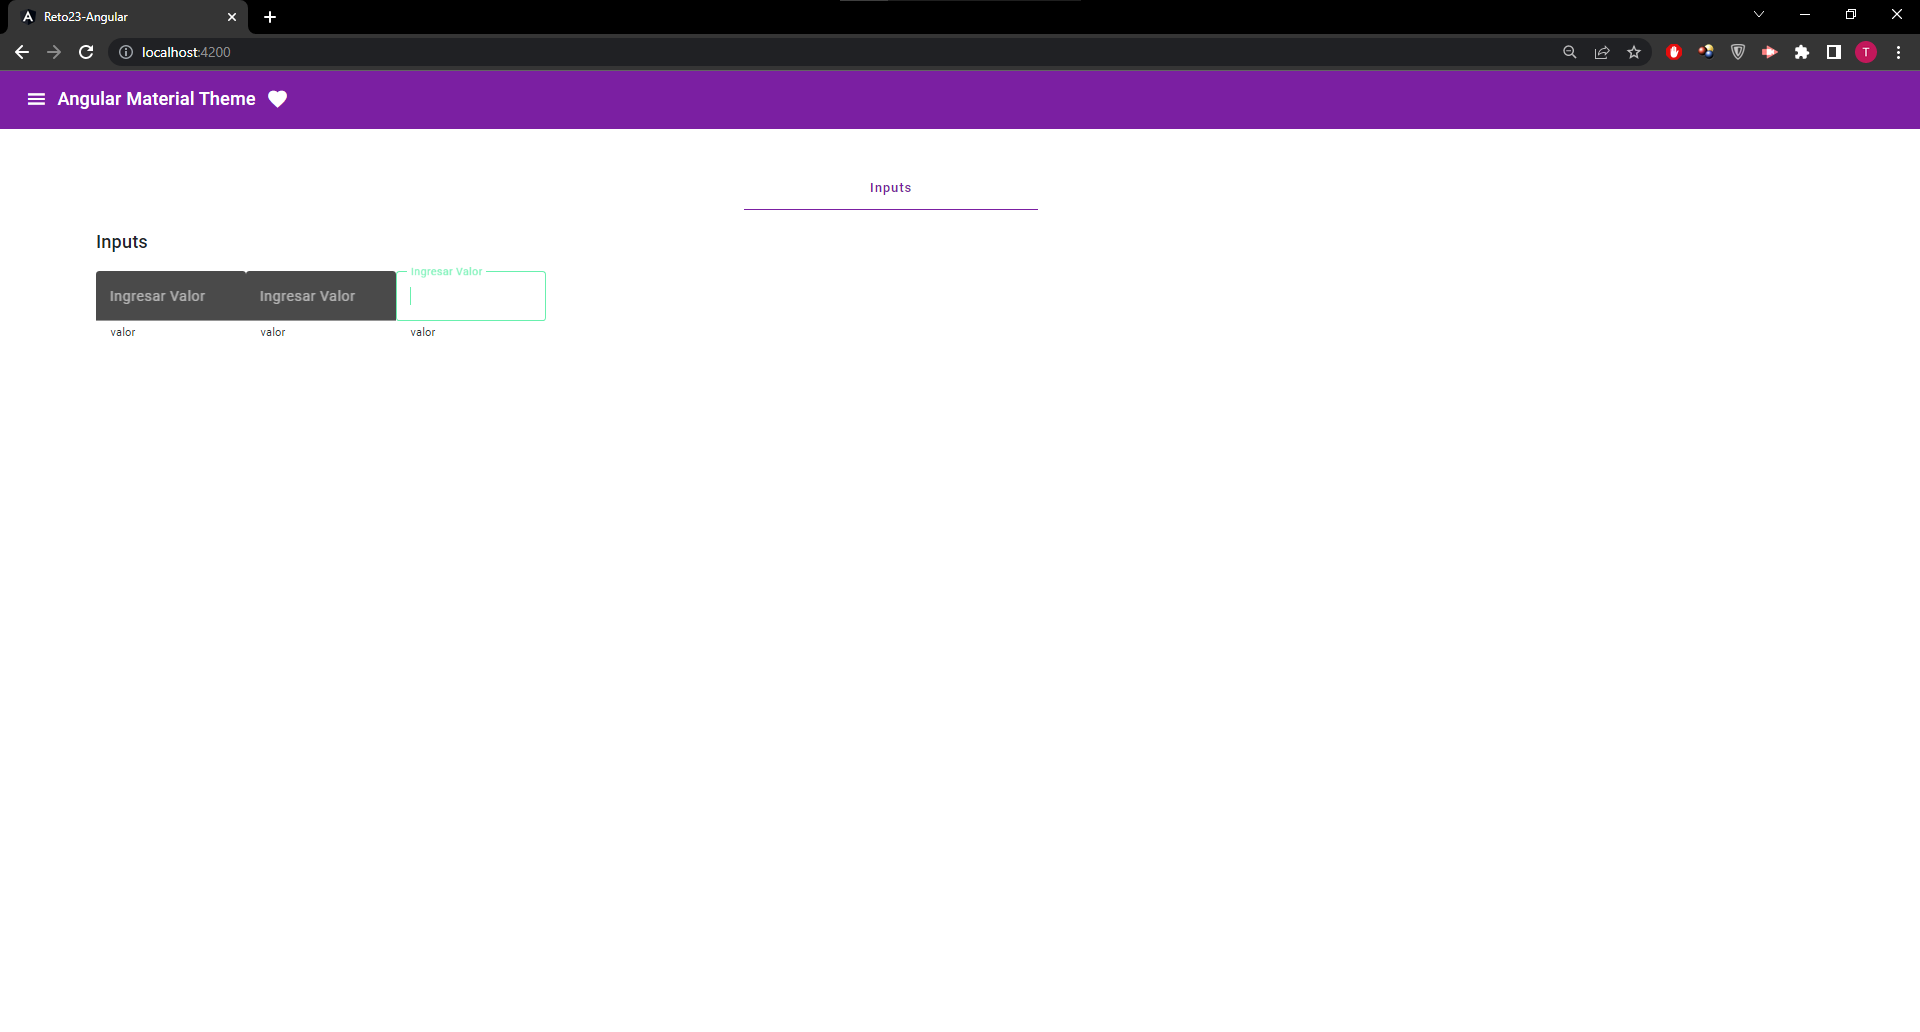 Reto23-Angular
localhost:4200
T
Angular Material Theme
Inputs
Inputs
Ingresar Valor Ingresar Valor Ingresar Valor
valor valor valor